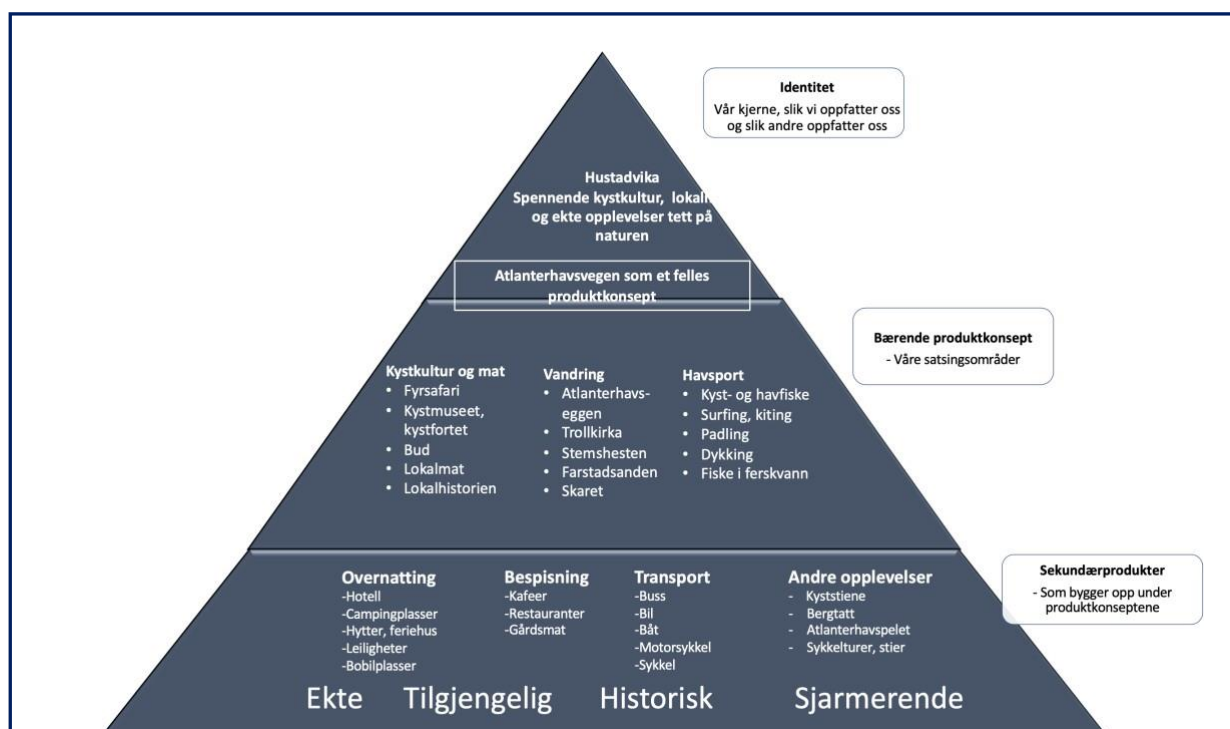 Identitet
Vår kjerne, slik vi oppfatter oss
og slik andre oppfatter oss
Hustadvika
Spennende kystkultur, lokalm
og ekte opplevelser tett på
naturen
Atlanterhavsvegen som et felles
produktkonsept
Bærende produktkonsept
- Våre satsingsområder
Kystkultur og mat
• Fyrsafari
• Kystmuseet,
kystfortet
• Bud
• Lokalmat
• Lokalhistorien
Vandring
• Atlanterhavs-
eggen
• Trollkirka
• Stemshesten
• Farstadsanden
• Skaret
Havsport
• Kyst- og havfiske
• Surfing, kiting
• Padling
• Dykking
• Fiske i ferskvann
Sekundærprodukter
- Som bygger opp under
produktkonseptene
Overnatting
-Hotell
-Campingplasser
-Hytter, feriehus
-Leiligheter
-Bobilplasser
Bespisning
-Kafeer
-Restauranter
-Gårdsmat
Transport
-Buss
-Bil
-Båt
-Motorsykkel
-Sykkel
Andre opplevelser
- Kyststiene
- Bergtatt
- Atlanterhavspelet
- Sykkelturer, stier
Ekte Tilgjengelig Historisk Sjarmerende